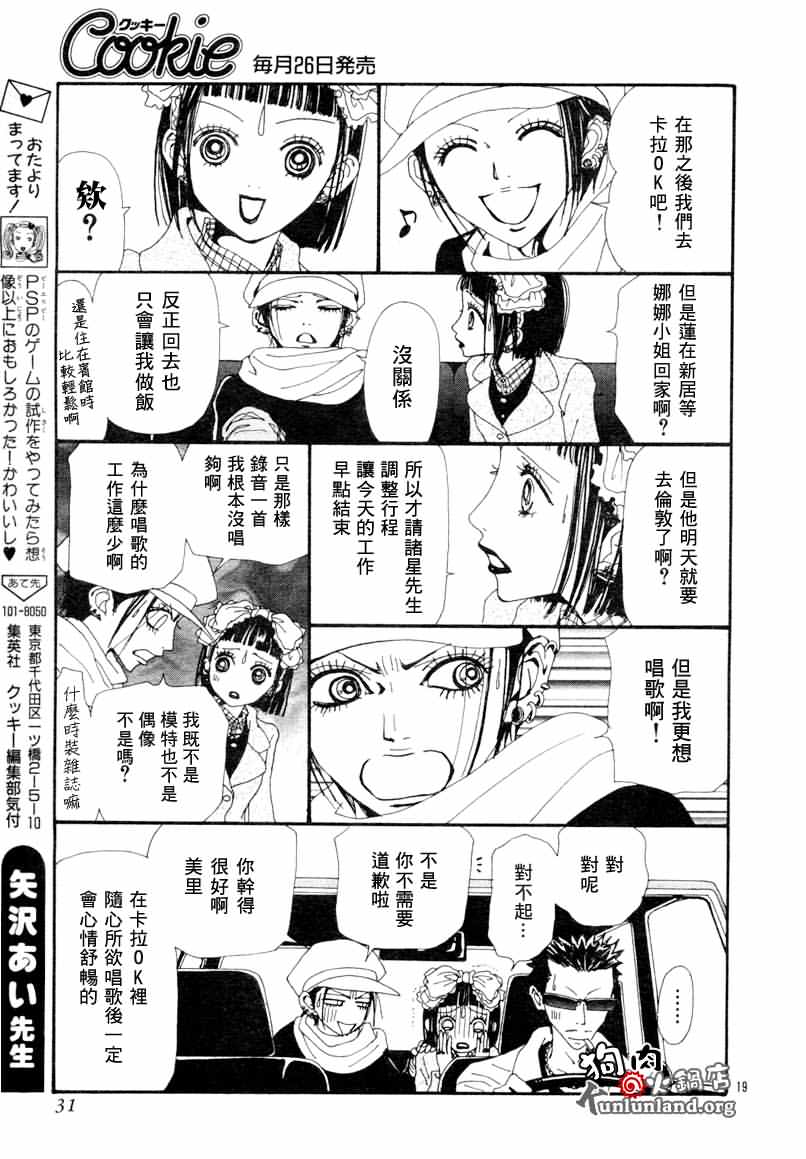 クッキー
Cookie
毎月26日発売
在那之後我們去
卡拉OK吧！
欸？
但是蓮在新居等
娜娜小姐回家啊？
沒關係
反正回去也
只會讓我做飯
還是住在賓館時
比較輕鬆啊
但是他明天就要
去倫敦了啊？
所以才請諸星先生
調整行程
讓今天的工作
早點結束
但是我更想
唱歌啊！
只是那樣
錄音一首
我根本沒唱
夠啊
為什麼唱歌的
工作這麼少啊
我既不是
模特也不是
偶像
不是嗎？
什麼時裝雜誌嘛
對
對呢
對不起…
不是
你不需要
道歉啦
你幹得
很好啊
美里
在卡拉OK裡
隨心所欲唱歌後一定
會心情舒暢的
……
おたより
まってます！
PSPのゲームの試作をやってみたら想
像以上におもしろかったーかわいいし♥
あて先
101-8050
東京都千代田区一ツ橋2-5-10
集英社 クッキー編集部気付
矢沢あい先生
31
19
狗肉火鍋店
Kunlunland.org